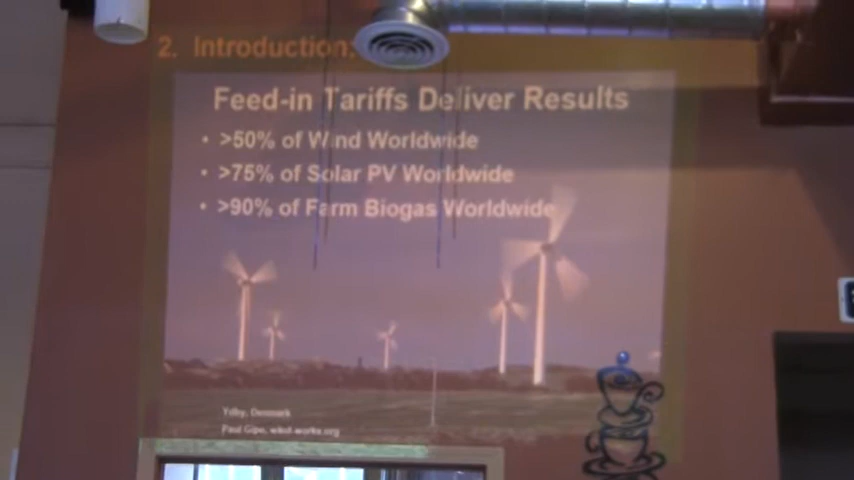 2. Introduction:
Feed-in Tariffs Deliver Results
• >50% of Wind Worldwide
• >75% of Solar PV Worldwide
• >90% of Farm Biogas Worldwide
Ydby, Denmark
Paul Gipe, wind-works.org